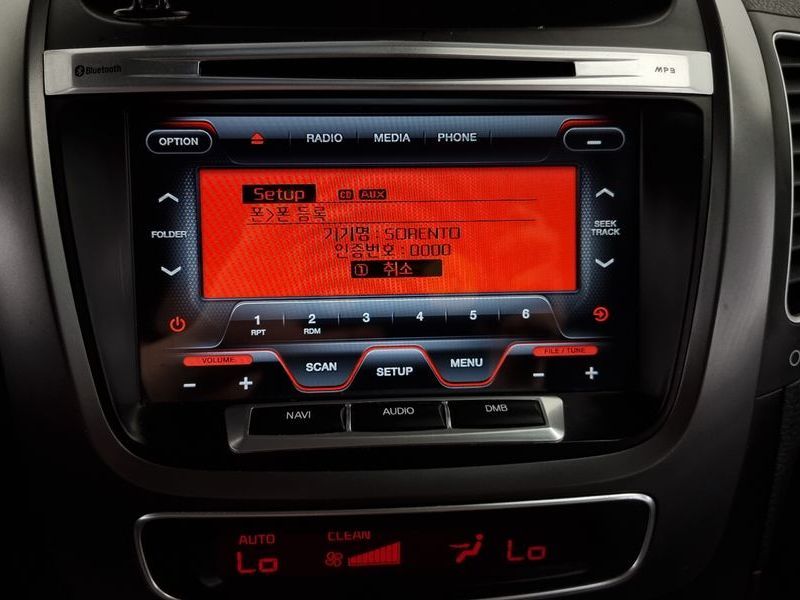 Bluetooth
MP3
OPTION RADIO MEDIA PHONE
Setup CD AUX
폰>폰 등록
기기명 : SORENTO
인증번호 : 0000
① 취소
FOLDER
SEEK
TRACK
1 2 3 4 5 6
RPT RDM
VOLUME
FILE / TUNE
SCAN SETUP MENU
NAVI AUDIO DMB
AUTO CLEAN
Lo Lo